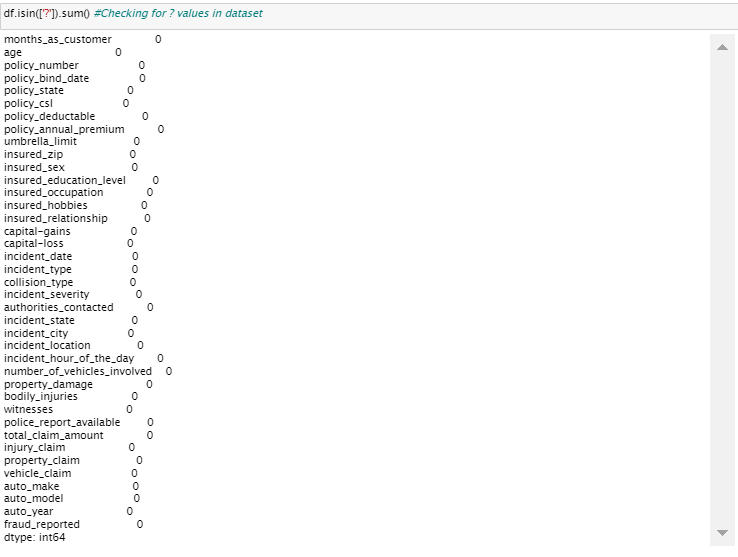 df.isin(['?']).sum() #Checking for ? values in dataset
months_as_customer 0
age 0
policy_number 0
policy_bind_date 0
policy_state 0
policy_csl 0
policy_deductable 0
policy_annual_premium 0
umbrella_limit 0
insured_zip 0
insured_sex 0
insured_education_level 0
insured_occupation 0
insured_hobbies 0
insured_relationship 0
capital-gains 0
capital-loss 0
incident_date 0
incident_type 0
collision_type 0
incident_severity 0
authorities_contacted 0
incident_state 0
incident_city 0
incident_location 0
incident_hour_of_the_day 0
number_of_vehicles_involved 0
property_damage 0
bodily_injuries 0
witnesses 0
police_report_available 0
total_claim_amount 0
injury_claim 0
property_claim 0
vehicle_claim 0
auto_make 0
auto_model 0
auto_year 0
fraud_reported 0
dtype: int64